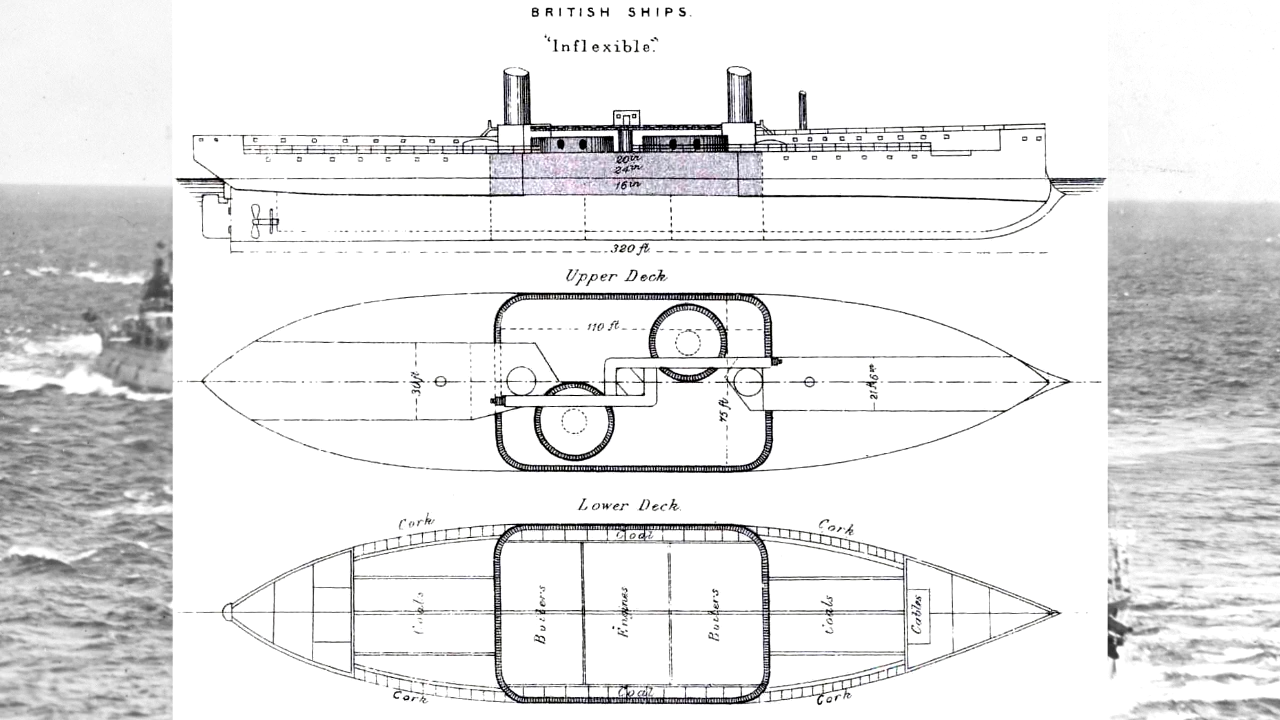 BRITISH SHIPS.
"Inflexible."
20in
24in
16in
320 ft
Upper Deck
110 ft
30 ft
75 ft
21 ft 6in
Lower Deck.
Cork
Cork
Coal
Coals
Boilers
Engines
Boilers
Coals
Cables
Coal
Cork
Cork